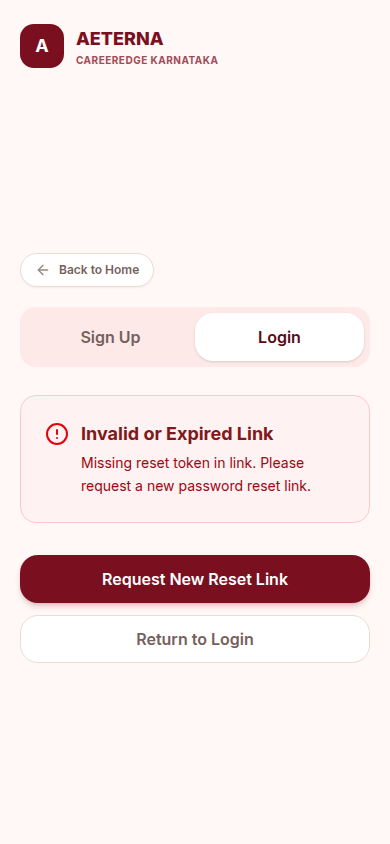 A
AETERNA
CAREEREDGE KARNATAKA
Back to Home
Sign Up
Login
Invalid or Expired Link
Missing reset token in link. Please
request a new password reset link.
Request New Reset Link
Return to Login